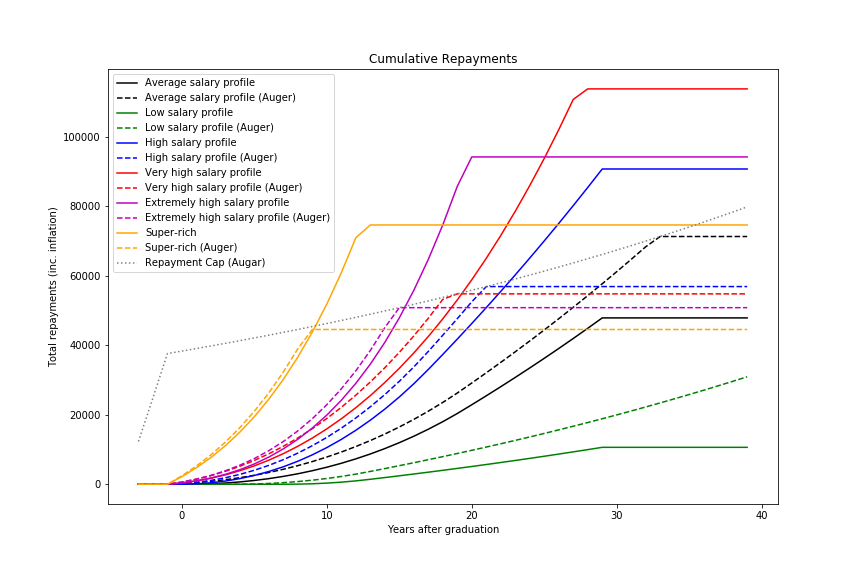 Cumulative Repayments
Average salary profile
Average salary profile (Auger)
Low salary profile
Low salary profile (Auger)
High salary profile
High salary profile (Auger)
Very high salary profile
Very high salary profile (Auger)
Extremely high salary profile
Extremely high salary profile (Auger)
Super-rich
Super-rich (Auger)
Repayment Cap (Augar)
Total repayments (inc. inflation)
100000
80000
60000
40000
20000
0
0
10
20
30
40
Years after graduation